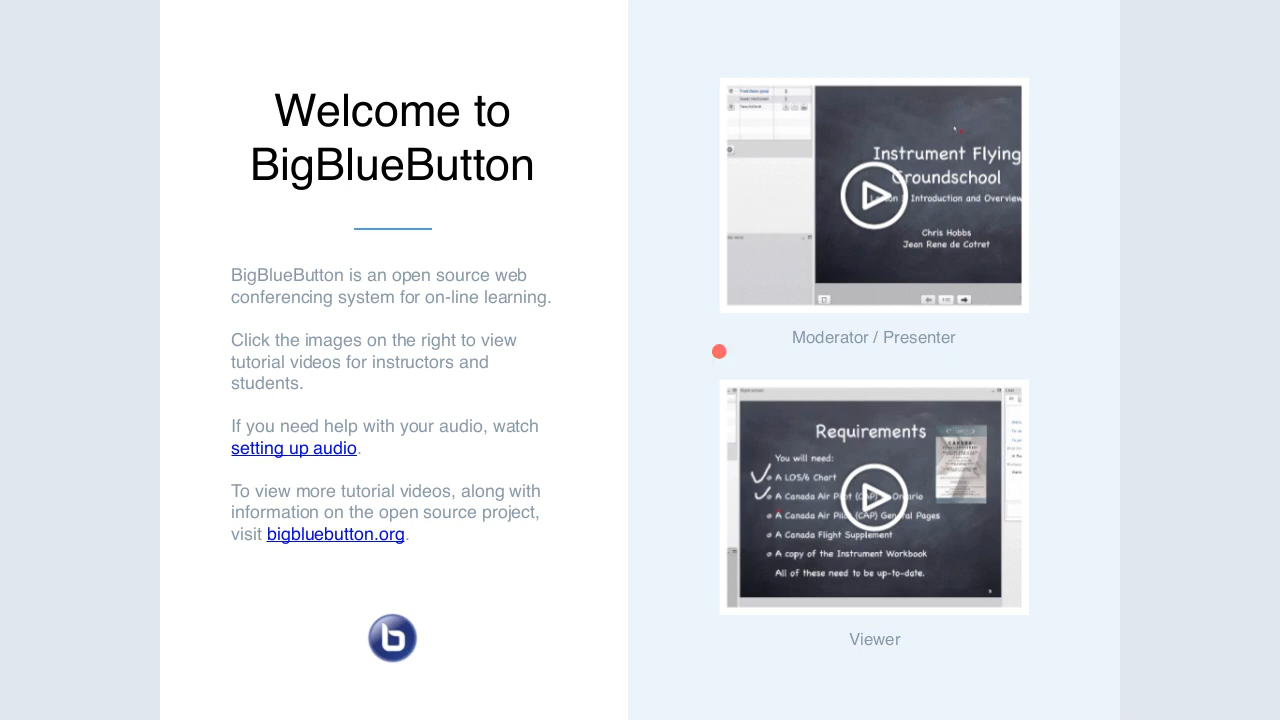 Welcome to
BigBlueButton
BigBlueButton is an open source web
conferencing system for on-line learning.
Click the images on the right to view
tutorial videos for instructors and
students.
If you need help with your audio, watch
setting up audio.
To view more tutorial videos, along with
information on the open source project,
visit bigbluebutton.org.
Instrument Flying
Groundschool
Introduction and Overview
Chris Hobbs
Jean Rene de Cotret
Moderator / Presenter
Requirements
You will need:
A LO5/6 Chart
A Canada Air Pilot (CAP) Ontario
A Canada Air Pilot (CAP) General Pages
A Canada Flight Supplement
A copy of the Instrument Workbook
All of these need to be up-to-date.
Viewer